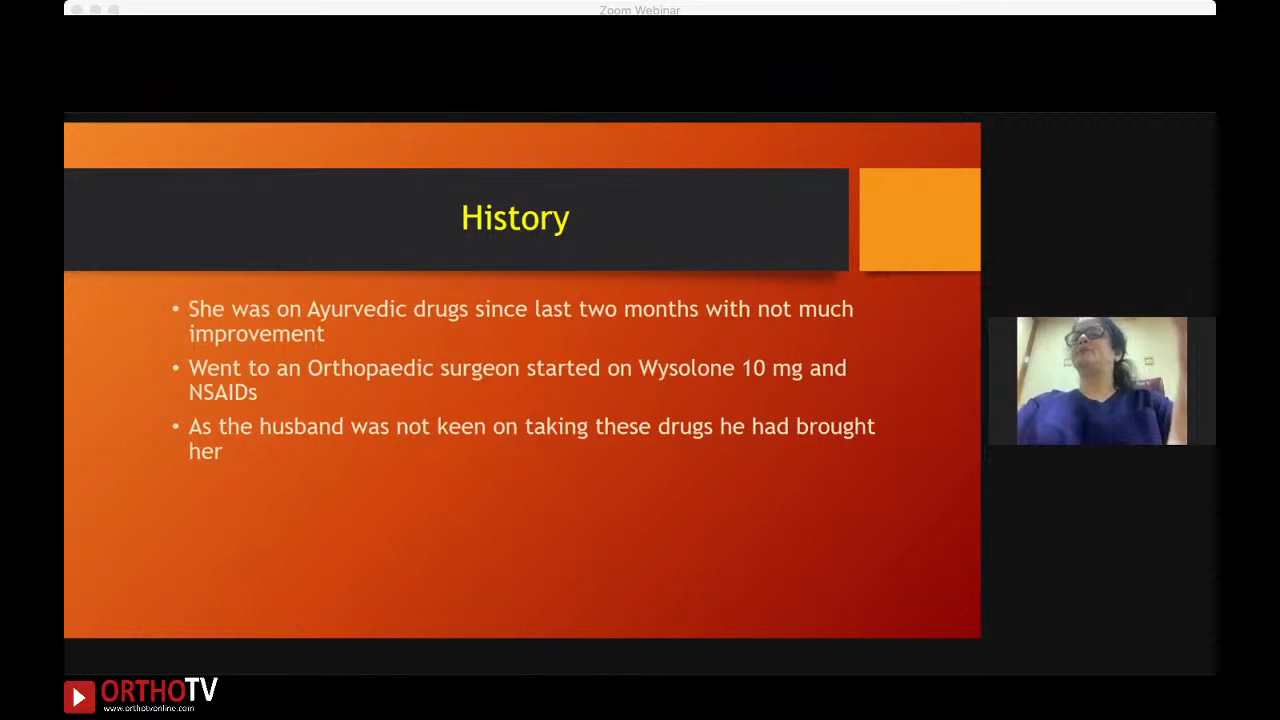 Zoom Webinar
History
• She was on Ayurvedic drugs since last two months with not much
improvement
• Went to an Orthopaedic surgeon started on Wysolone 10 mg and
NSAIDs
• As the husband was not keen on taking these drugs he had brought
her
ORTHOTV
www.orthotvonline.com